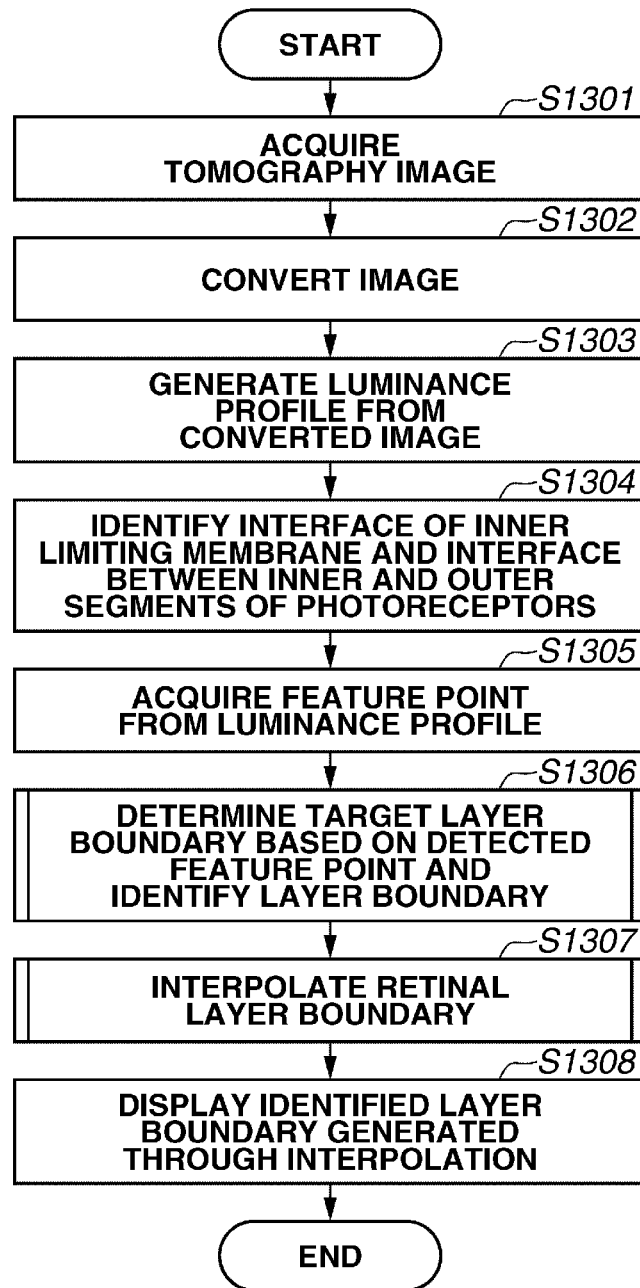 START
S1301
ACQUIRE
TOMOGRAPHY IMAGE
S1302
CONVERT IMAGE
S1303
GENERATE LUMINANCE
PROFILE FROM
CONVERTED IMAGE
S1304
IDENTIFY INTERFACE OF INNER
LIMITING MEMBRANE AND INTERFACE
BETWEEN INNER AND OUTER
SEGMENTS OF PHOTORECEPTORS
S1305
ACQUIRE FEATURE POINT
FROM LUMINANCE PROFILE
S1306
DETERMINE TARGET LAYER
BOUNDARY BASED ON DETECTED
FEATURE POINT AND
IDENTIFY LAYER BOUNDARY
S1307
INTERPOLATE RETINAL
LAYER BOUNDARY
S1308
DISPLAY IDENTIFIED LAYER
BOUNDARY GENERATED
THROUGH INTERPOLATION
END